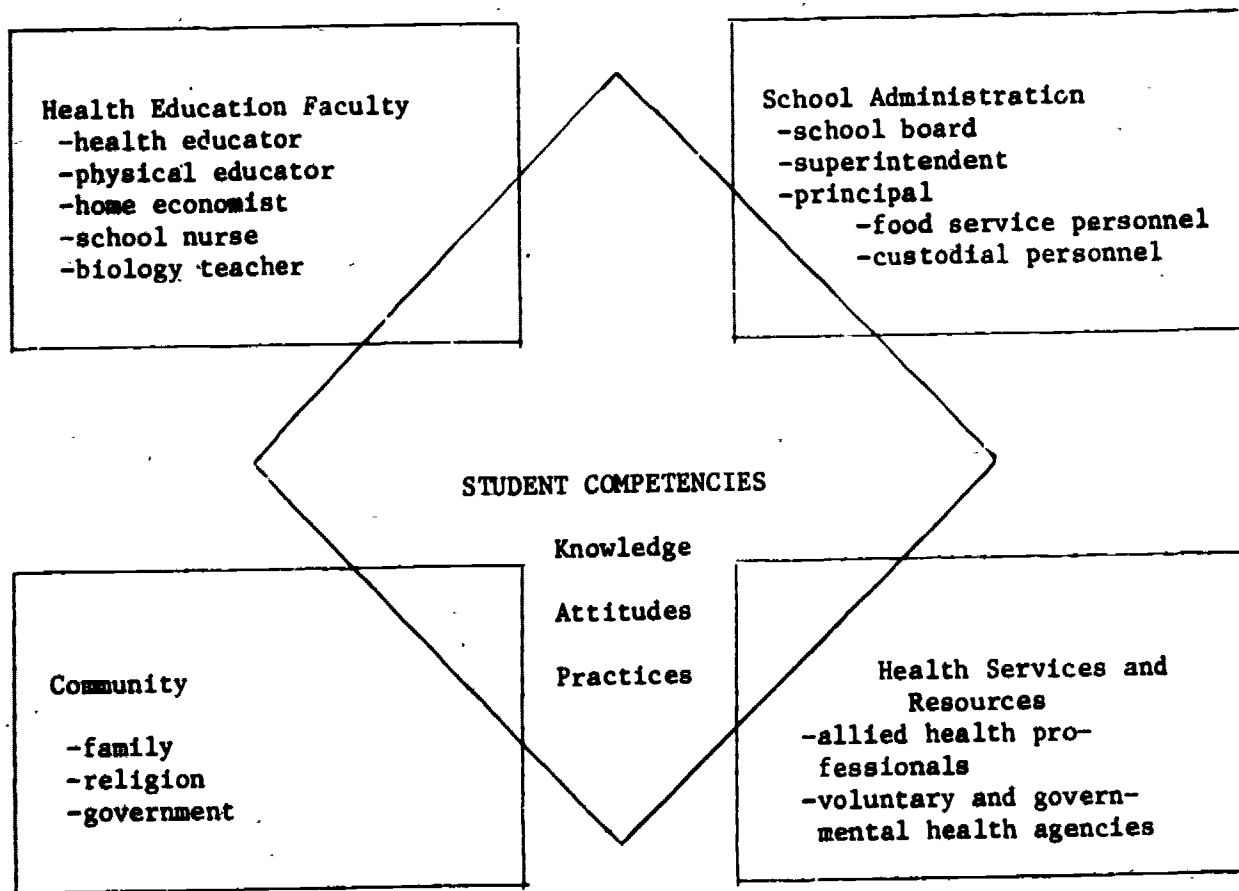 Health Education Faculty
-health educator
-physical educator
-home economist
-school nurse
-biology teacher
School Administration
-school board
-superintendent
-principal
-food service personnel
-custodial personnel
STUDENT COMPETENCIES
Knowledge
Attitudes
Practices
Community
-family
-religion
-government
Health Services and
Resources
-allied health pro-
fessionals
-voluntary and govern-
mental health agencies